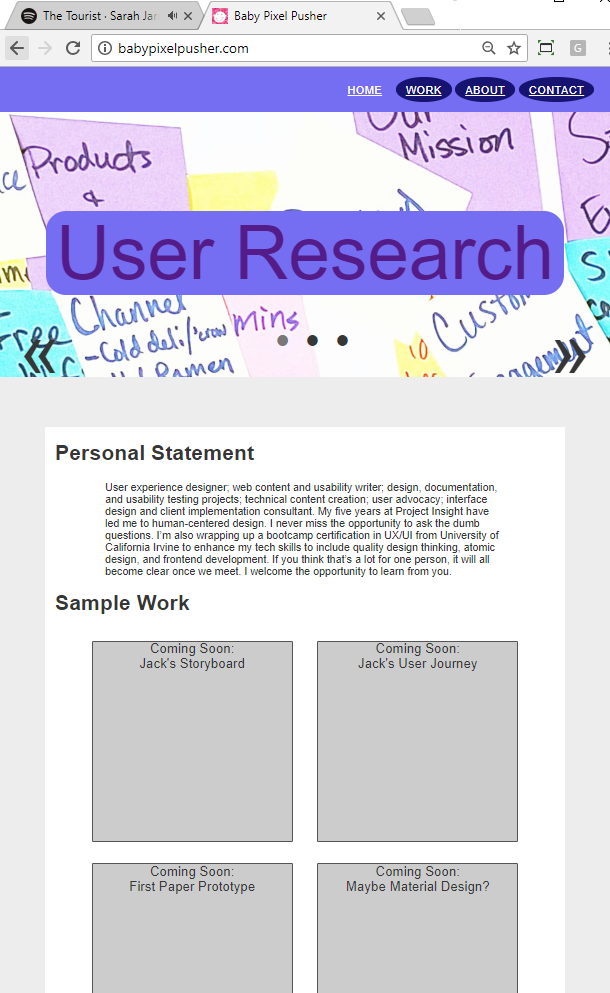 The Tourist · Sarah Jar
Baby Pixel Pusher
babypixelpusher.com
G
HOME WORK ABOUT CONTACT
Products
&
Our
Mission
User Research
Channel
Free
-Cold deli/
mins
Custom
10
Ramen
Personal Statement
User experience designer; web content and usability writer; design, documentation,
and usability testing projects; technical content creation; user advocacy; interface
design and client implementation consultant. My five years at Project Insight have
led me to human-centered design. I never miss the opportunity to ask the dumb
questions. I'm also wrapping up a bootcamp certification in UX/UI from University of
California Irvine to enhance my tech skills to include quality design thinking, atomic
design, and frontend development. If you think that's a lot for one person, it will all
become clear once we meet. I welcome the opportunity to learn from you.
Sample Work
Coming Soon:
Jack's Storyboard
Coming Soon:
Jack's User Journey
Coming Soon:
First Paper Prototype
Coming Soon:
Maybe Material Design?